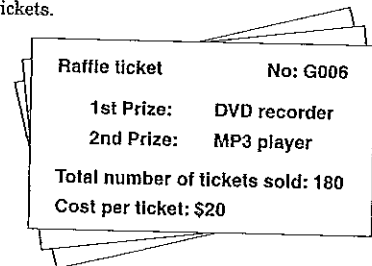 ickets.
Raffle ticket No: G006
1st Prize: DVD recorder
2nd Prize: MP3 player
Total number of tickets sold: 180
Cost per ticket: $20